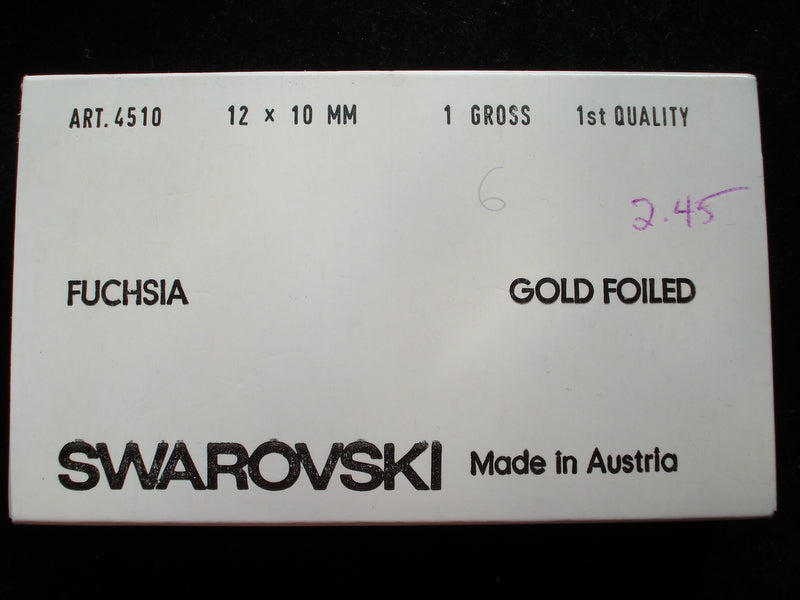 ART. 4510 12 × 10 MM 1 GROSS 1st QUALITY
6
2.45
FUCHSIA GOLD FOILED
SWAROVSKI Made in Austria